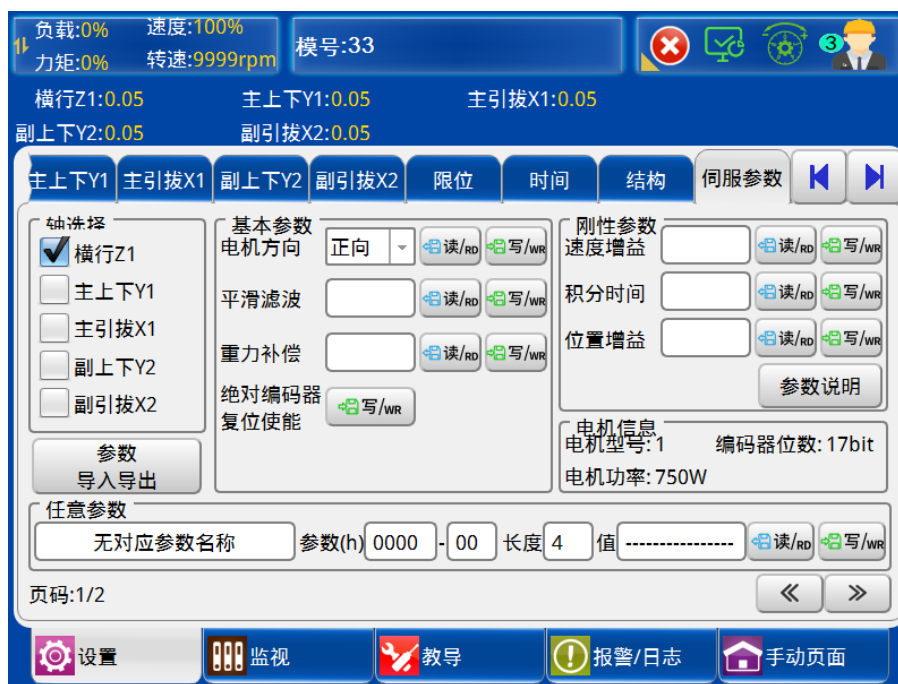 负载:0% 速度:100%
力矩:0% 转速:9999rpm
模号:33
3
横行Z1:0.05 主上下Y1:0.05 主引拔X1:0.05
副上下Y2:0.05 副引拔X2:0.05
主上下Y1 主引拔X1 副上下Y2 副引拔X2 限位 时间 结构 伺服参数
轴选择
横行Z1
主上下Y1
主引拔X1
副上下Y2
副引拔X2
参数
导入导出
基本参数
电机方向 正向 读/RD 写/WR
平滑滤波 读/RD 写/WR
重力补偿 读/RD 写/WR
绝对编码器
复位使能 写/WR
刚性参数
速度增益 读/RD 写/WR
积分时间 读/RD 写/WR
位置增益 读/RD 写/WR
参数说明
电机信息
电机型号:1 编码器位数:17bit
电机功率:750W
任意参数
无对应参数名称 参数(h) 0000 - 00 长度 4 值 ---------------- 读/RD 写/WR
页码:1/2
设置 监视 教导 报警/日志 手动页面